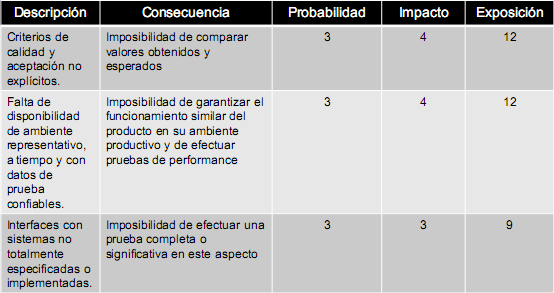 Descripción Consecuencia Probabilidad Impacto Exposición
Criterios de calidad y aceptación no explícitos.
Imposibilidad de comparar valores obtenidos y esperados
3 4 12
Falta de disponibilidad de ambiente representativo, a tiempo y con datos de prueba confiables.
Imposibilidad de garantizar el funcionamiento similar del producto en su ambiente productivo y de efectuar pruebas de performance
3 4 12
Interfaces con sistemas no totalmente especificadas o implementadas.
Imposibilidad de efectuar una prueba completa o significativa en este aspecto
3 3 9